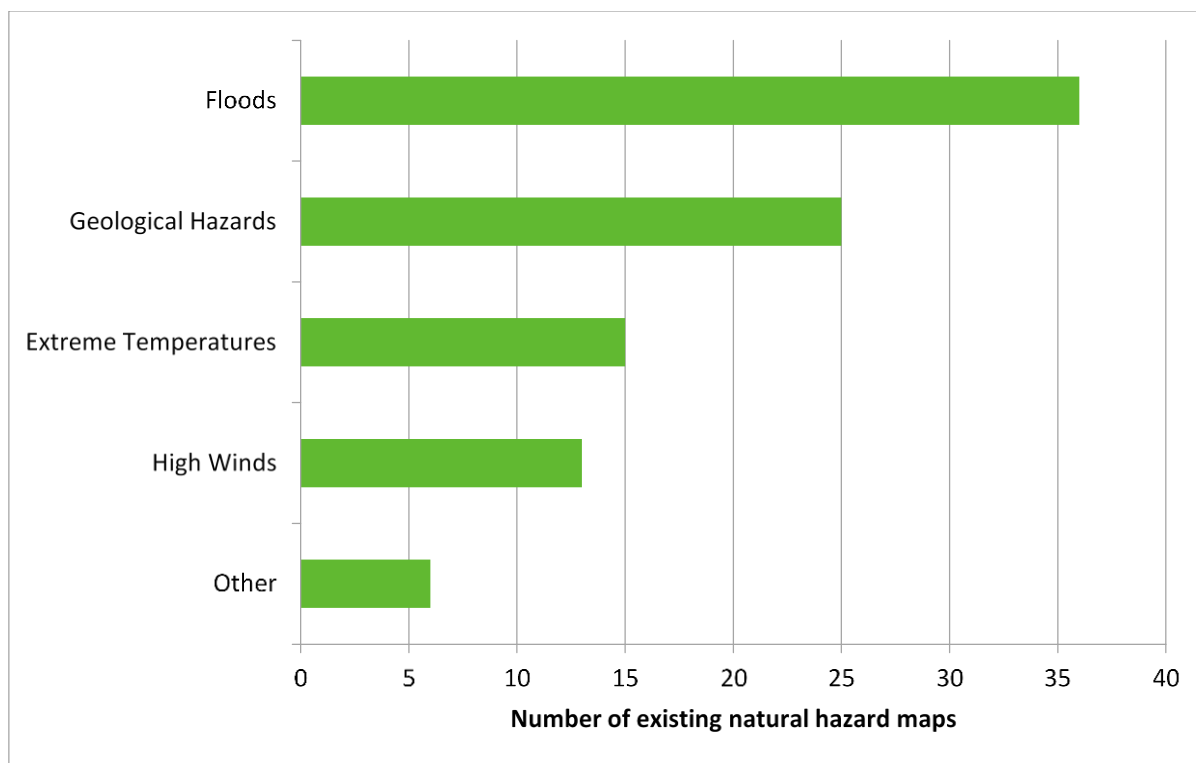 Floods
Geological Hazards
Extreme Temperatures
High Winds
Other
0 5 10 15 20 25 30 35 40
Number of existing natural hazard maps